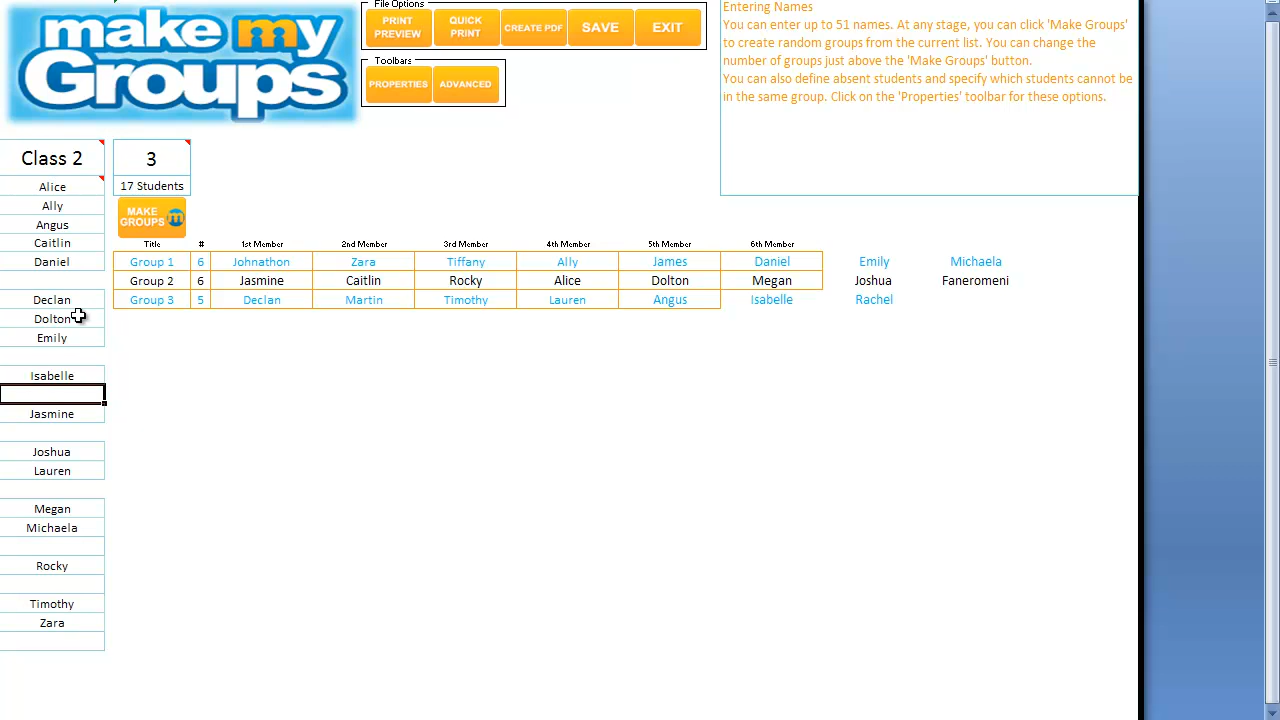 make my
Groups
File Options
PRINT PREVIEW
QUICK PRINT
CREATE PDF
SAVE
EXIT
Toolbars
PROPERTIES
ADVANCED
Entering Names
You can enter up to 51 names. At any stage, you can click 'Make Groups'
to create random groups from the current list. You can change the
number of groups just above the 'Make Groups' button.
You can also define absent students and specify which students cannot be
in the same group. Click on the 'Properties' toolbar for these options.
Class 2
Alice
Ally
Angus
Caitlin
Daniel
Declan
Dolton
Emily
Isabelle
Jasmine
Joshua
Lauren
Megan
Michaela
Rocky
Timothy
Zara
3
17 Students
MAKE GROUPS m
Title # 1st Member 2nd Member 3rd Member 4th Member 5th Member 6th Member
Group 1 6 Johnathon Zara Tiffany Ally James Daniel Emily Michaela
Group 2 6 Jasmine Caitlin Rocky Alice Dolton Megan Joshua Faneromeni
Group 3 5 Declan Martin Timothy Lauren Angus Isabelle Rachel